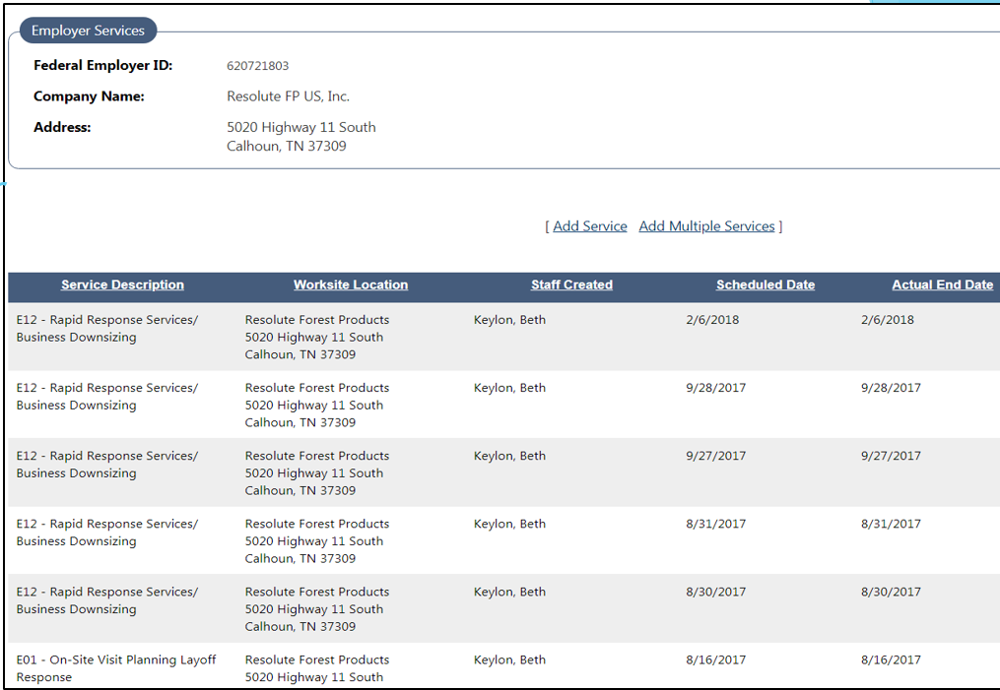 Employer Services
Federal Employer ID: 620721803
Company Name: Resolute FP US, Inc.
Address: 5020 Highway 11 South
Calhoun, TN 37309
[ Add Service Add Multiple Services ]
Service Description Worksite Location Staff Created Scheduled Date Actual End Date
E12 - Rapid Response Services/ Resolute Forest Products Keylon, Beth 2/6/2018 2/6/2018
Business Downsizing 5020 Highway 11 South
Calhoun, TN 37309
E12 - Rapid Response Services/ Resolute Forest Products Keylon, Beth 9/28/2017 9/28/2017
Business Downsizing 5020 Highway 11 South
Calhoun, TN 37309
E12 - Rapid Response Services/ Resolute Forest Products Keylon, Beth 9/27/2017 9/27/2017
Business Downsizing 5020 Highway 11 South
Calhoun, TN 37309
E12 - Rapid Response Services/ Resolute Forest Products Keylon, Beth 8/31/2017 8/31/2017
Business Downsizing 5020 Highway 11 South
Calhoun, TN 37309
E12 - Rapid Response Services/ Resolute Forest Products Keylon, Beth 8/30/2017 8/30/2017
Business Downsizing 5020 Highway 11 South
Calhoun, TN 37309
E01 - On-Site Visit Planning Layoff Resolute Forest Products Keylon, Beth 8/16/2017 8/16/2017
Response 5020 Highway 11 South